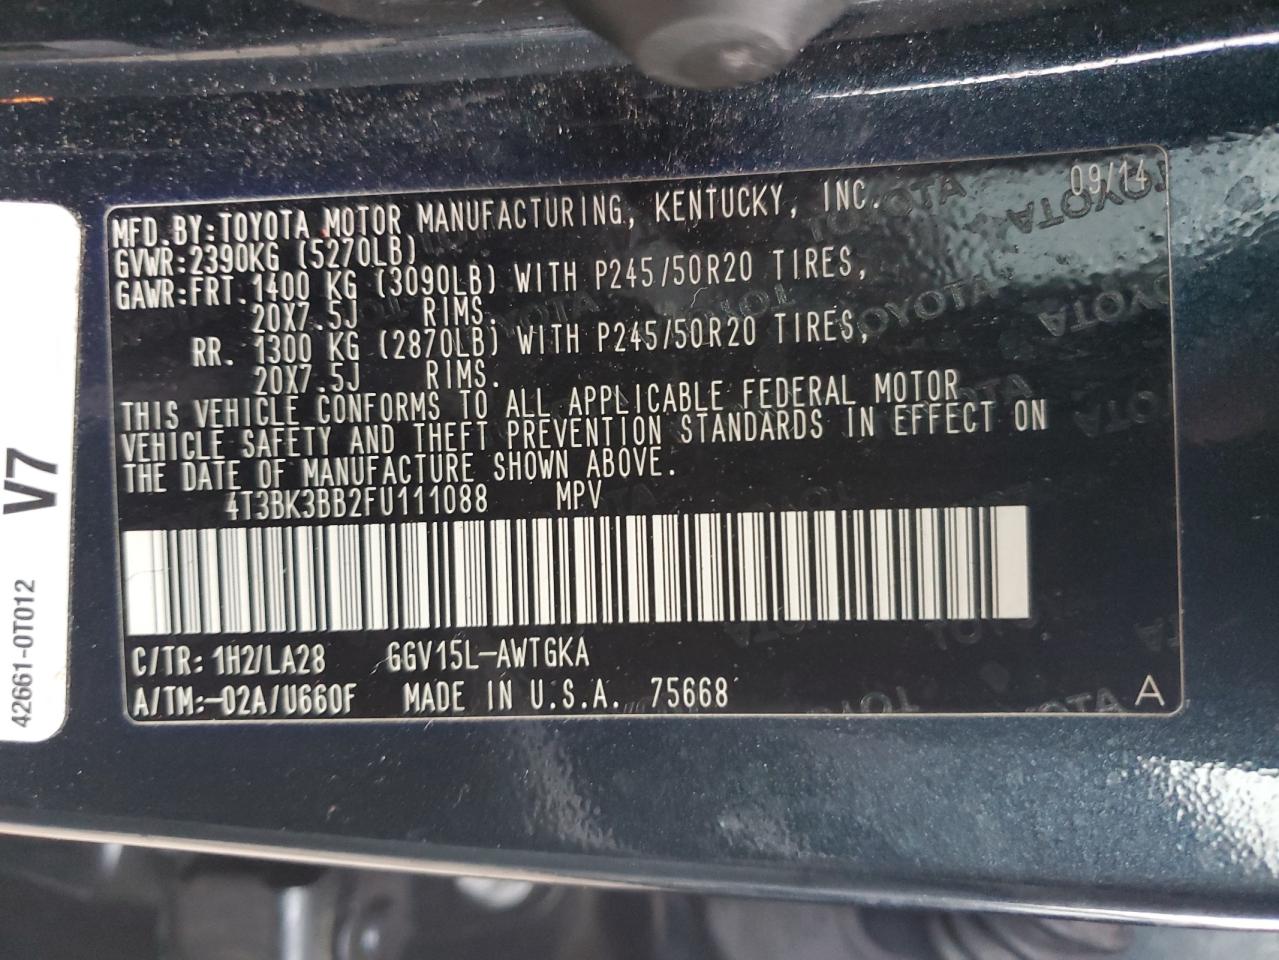 09/14
MFD.BY:TOYOTA MOTOR MANUFACTURING, KENTUCKY, INC.
GVWR:2390KG (5270LB)
GAWR:FRT.1400 KG (3090LB) WITH P245/50R20 TIRES,
20X7.5J RIMS.
RR. 1300 KG (2870LB) WITH P245/50R20 TIRES,
20X7.5J RIMS.
THIS VEHICLE CONFORMS TO ALL APPLICABLE FEDERAL MOTOR
VEHICLE SAFETY AND THEFT PREVENTION STANDARDS IN EFFECT ON
THE DATE OF MANUFACTURE SHOWN ABOVE.
4T3BK3BB2FU111088 MPV
C/TR: 1H2/LA28 GGV15L-AWTGKA
A/TM:-02A/U660F MADE IN U.S.A. 75668 A
V7
42661-0T012
TOYOTA
TOYOTA